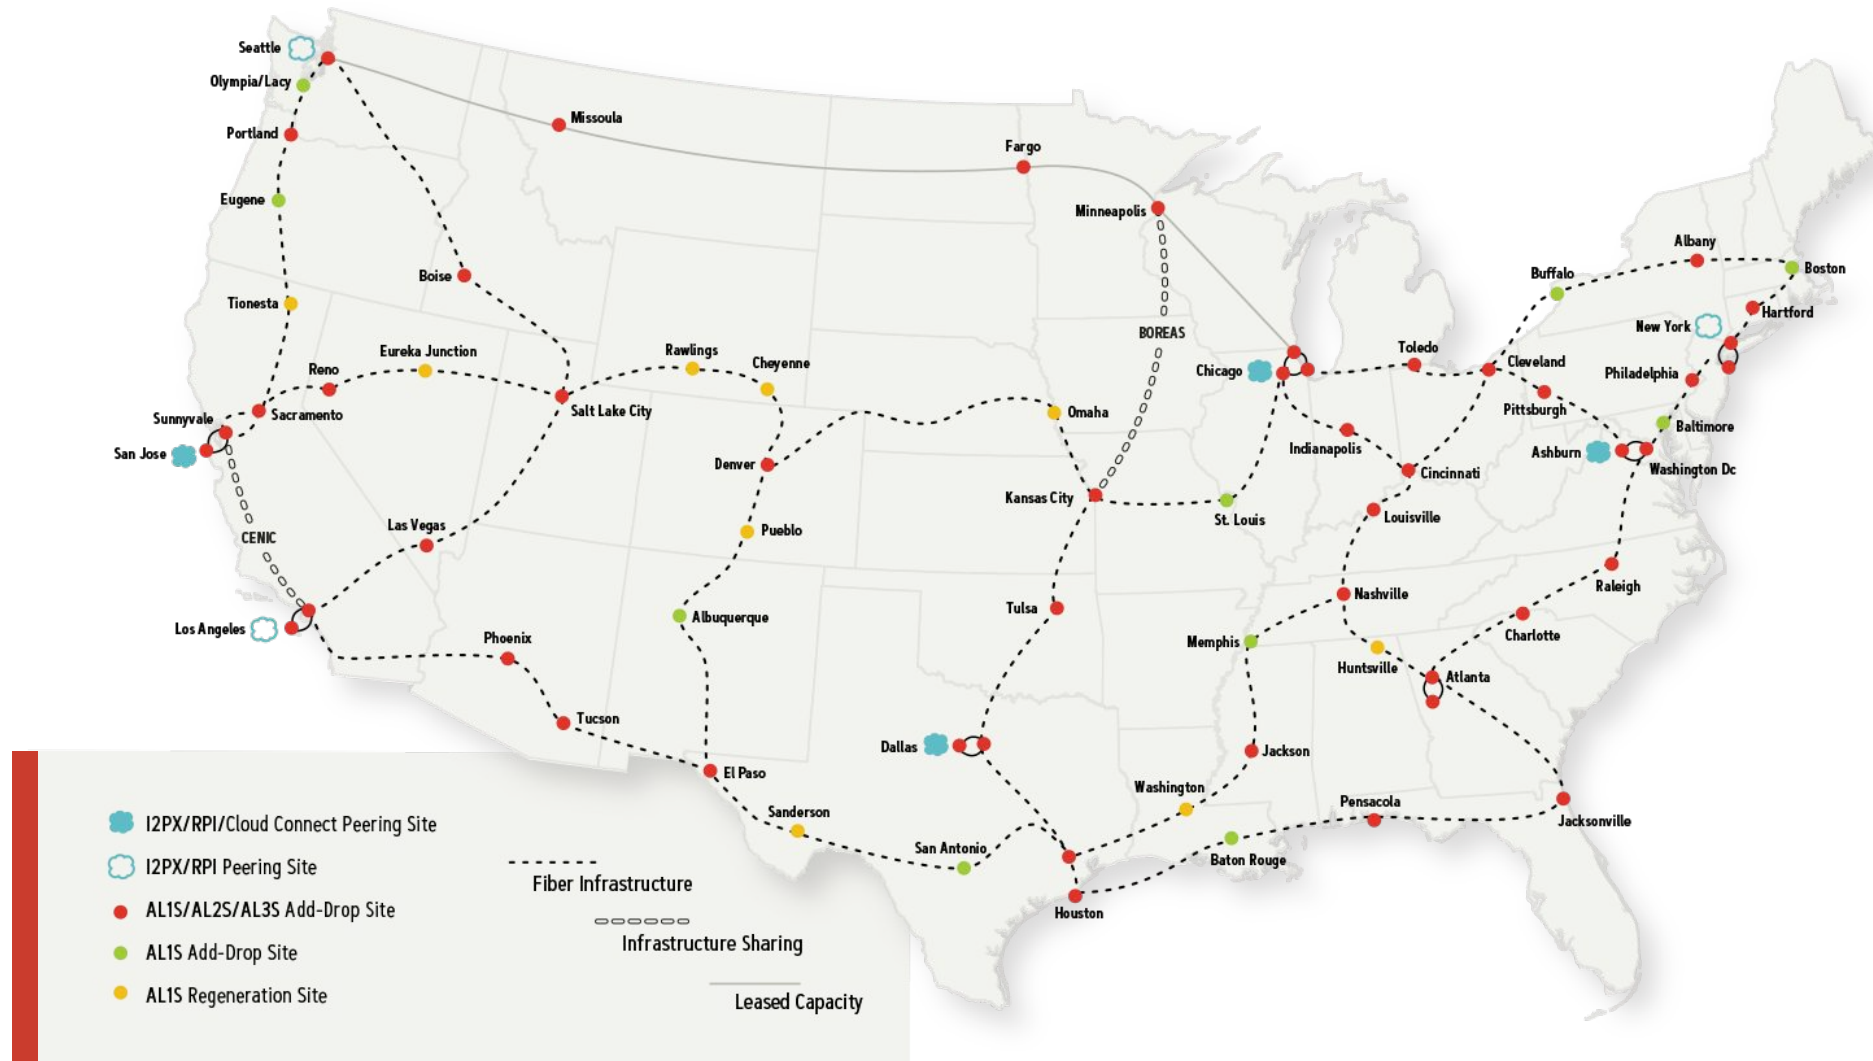 Seattle
Olympia/Lacy
Portland
Eugene
Tionesta
Boise
Missoula
Fargo
Minneapolis
BOREAS
Reno
Eureka Junction
Sacramento
Sunnyvale
San Jose
Salt Lake City
Rawlings
Cheyenne
Denver
Pueblo
Omaha
Kansas City
St. Louis
Chicago
Toledo
Cleveland
Pittsburgh
Indianapolis
Cincinnati
Louisville
Buffalo
Albany
Boston
Hartford
New York
Philadelphia
Baltimore
Ashburn
Washington Dc
Raleigh
Charlotte
CENIC
Las Vegas
Los Angeles
Phoenix
Tucson
Albuquerque
El Paso
Sanderson
San Antonio
Tulsa
Dallas
Houston
Nashville
Memphis
Huntsville
Atlanta
Jackson
Washington
Baton Rouge
Pensacola
Jacksonville
I2PX/RPI/Cloud Connect Peering Site
I2PX/RPI Peering Site
AL1S/AL2S/AL3S Add-Drop Site
AL1S Add-Drop Site
AL1S Regeneration Site
Fiber Infrastructure
Infrastructure Sharing
Leased Capacity